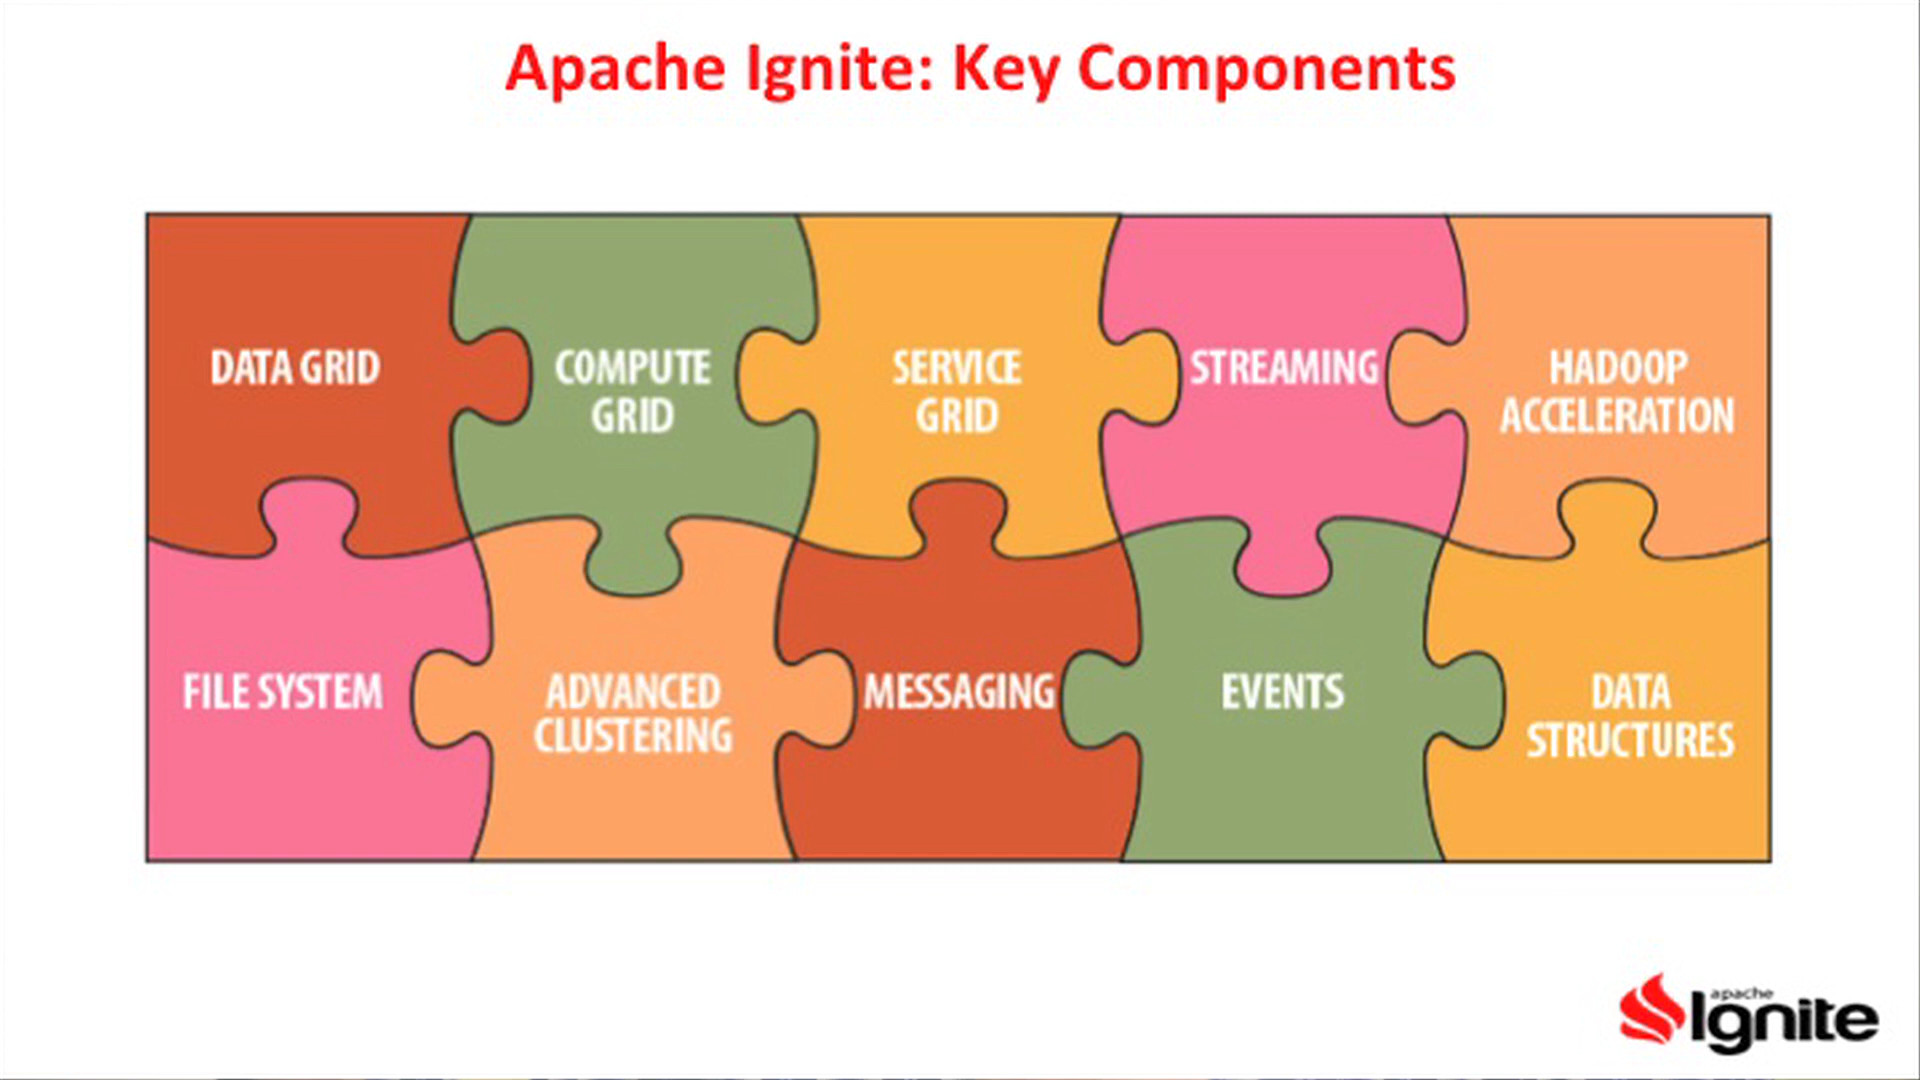 Apache Ignite: Key Components
DATA GRID
COMPUTE
GRID
SERVICE
GRID
STREAMING
HADOOP
ACCELERATION
FILE SYSTEM
ADVANCED
CLUSTERING
MESSAGING
EVENTS
DATA
STRUCTURES
apache
Ignite